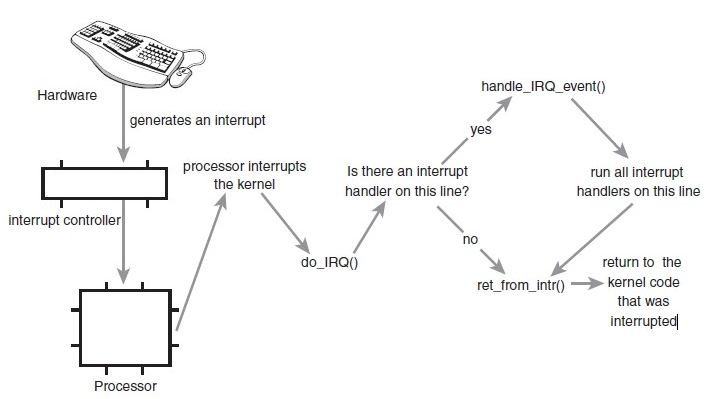 Hardware
generates an interrupt
interrupt controller
Processor
processor interrupts
the kernel
do_IRQ()
Is there an interrupt
handler on this line?
yes
no
handle_IRQ_event()
run all interrupt
handlers on this line
ret_from_intr()
return to the
kernel code
that was
interrupted